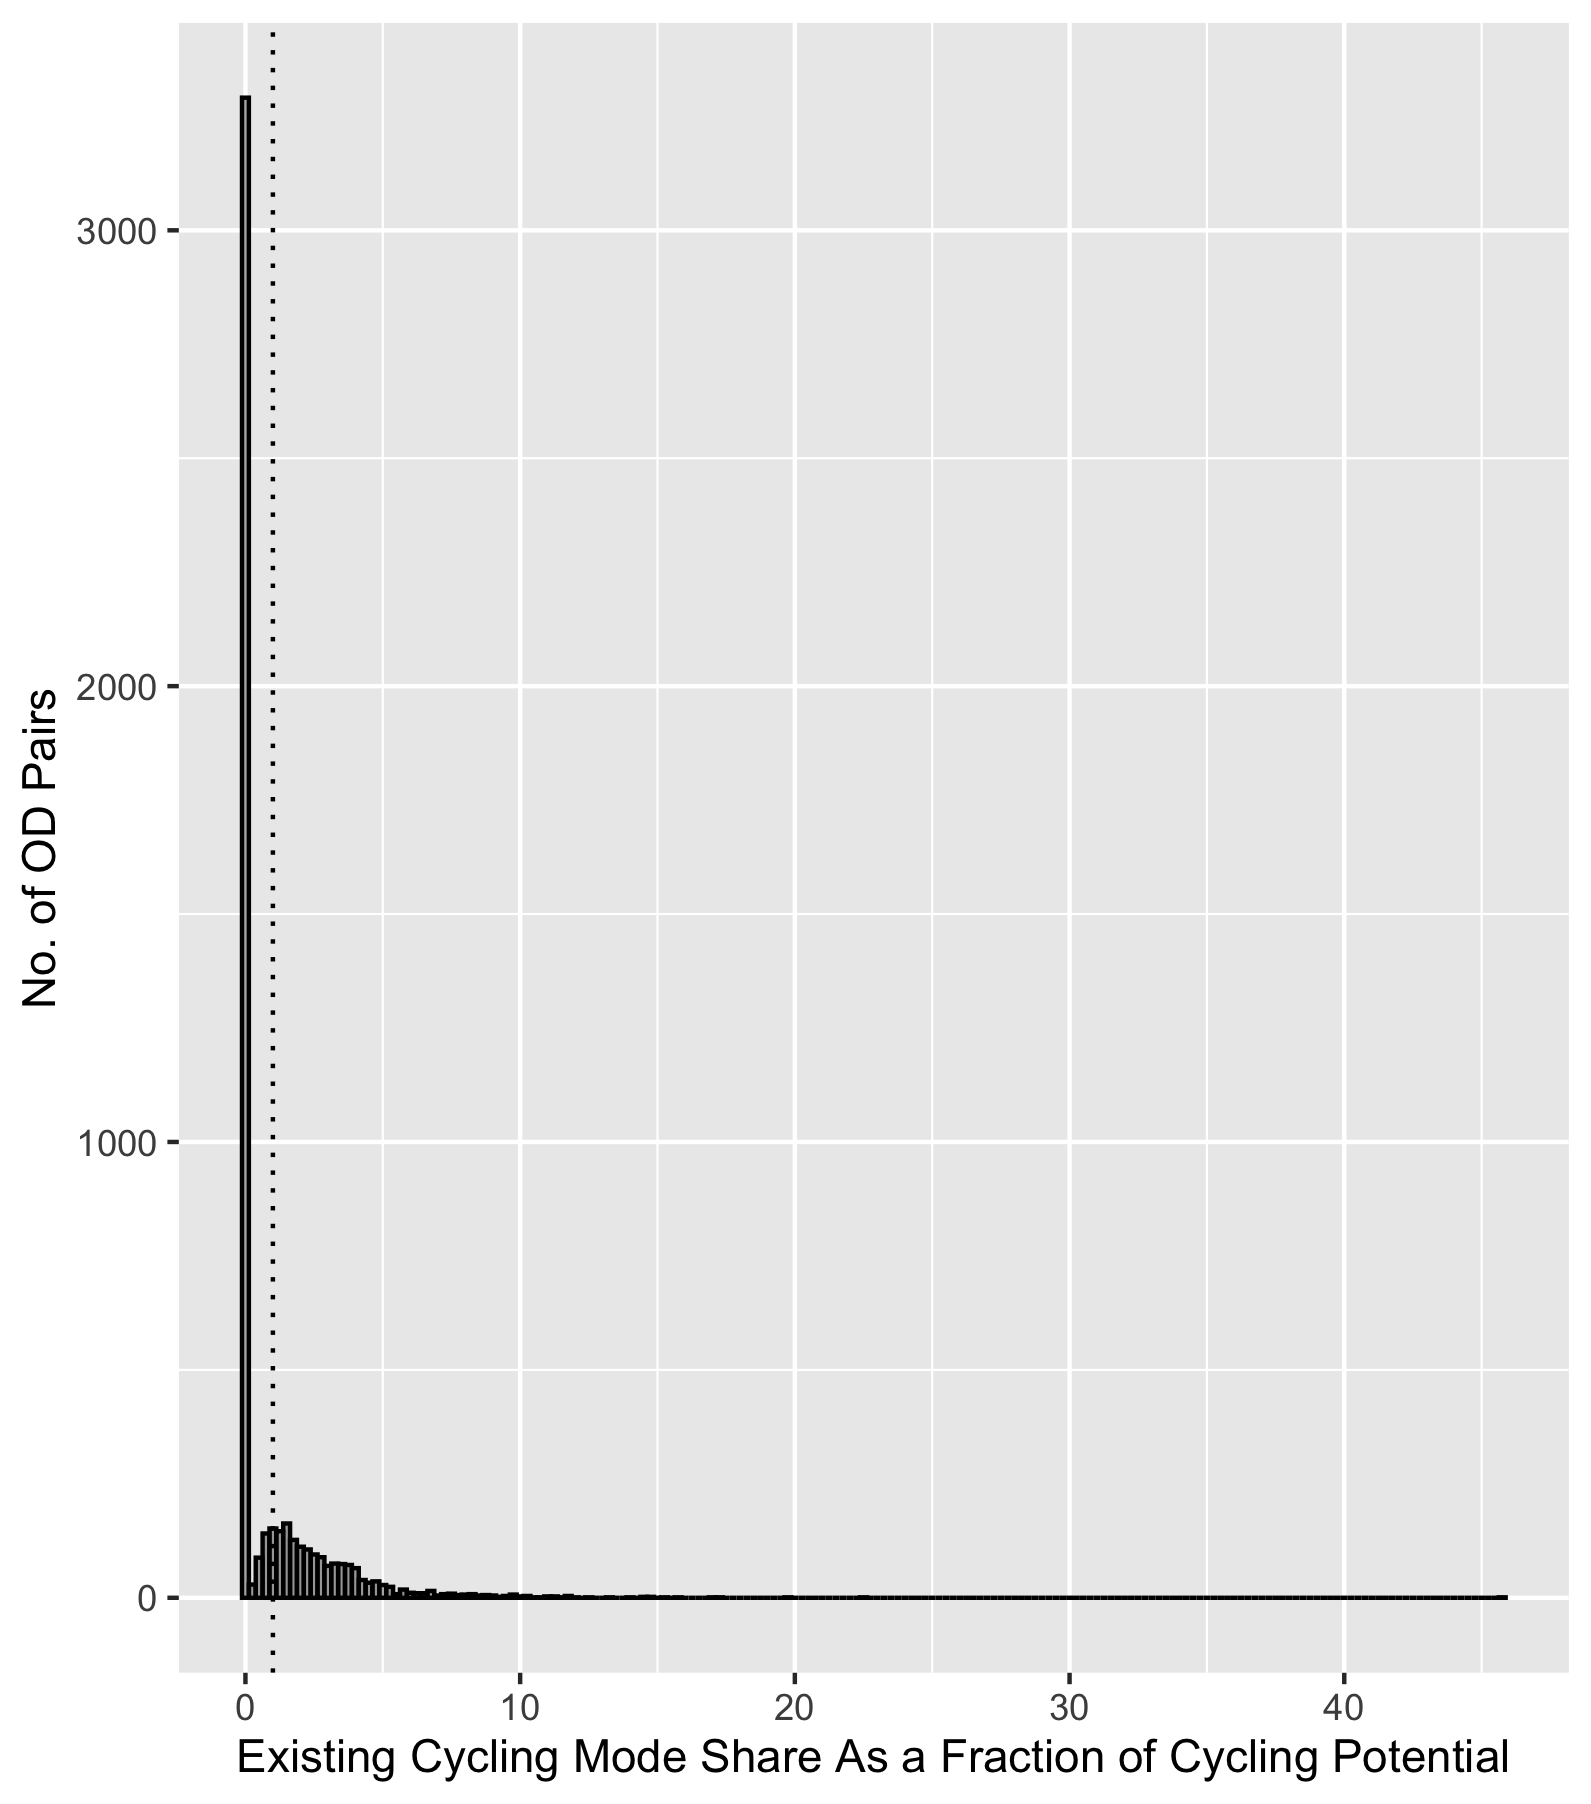 3000
2000
1000
0
No. of OD Pairs
0 10 20 30 40
Existing Cycling Mode Share As a Fraction of Cycling Potential